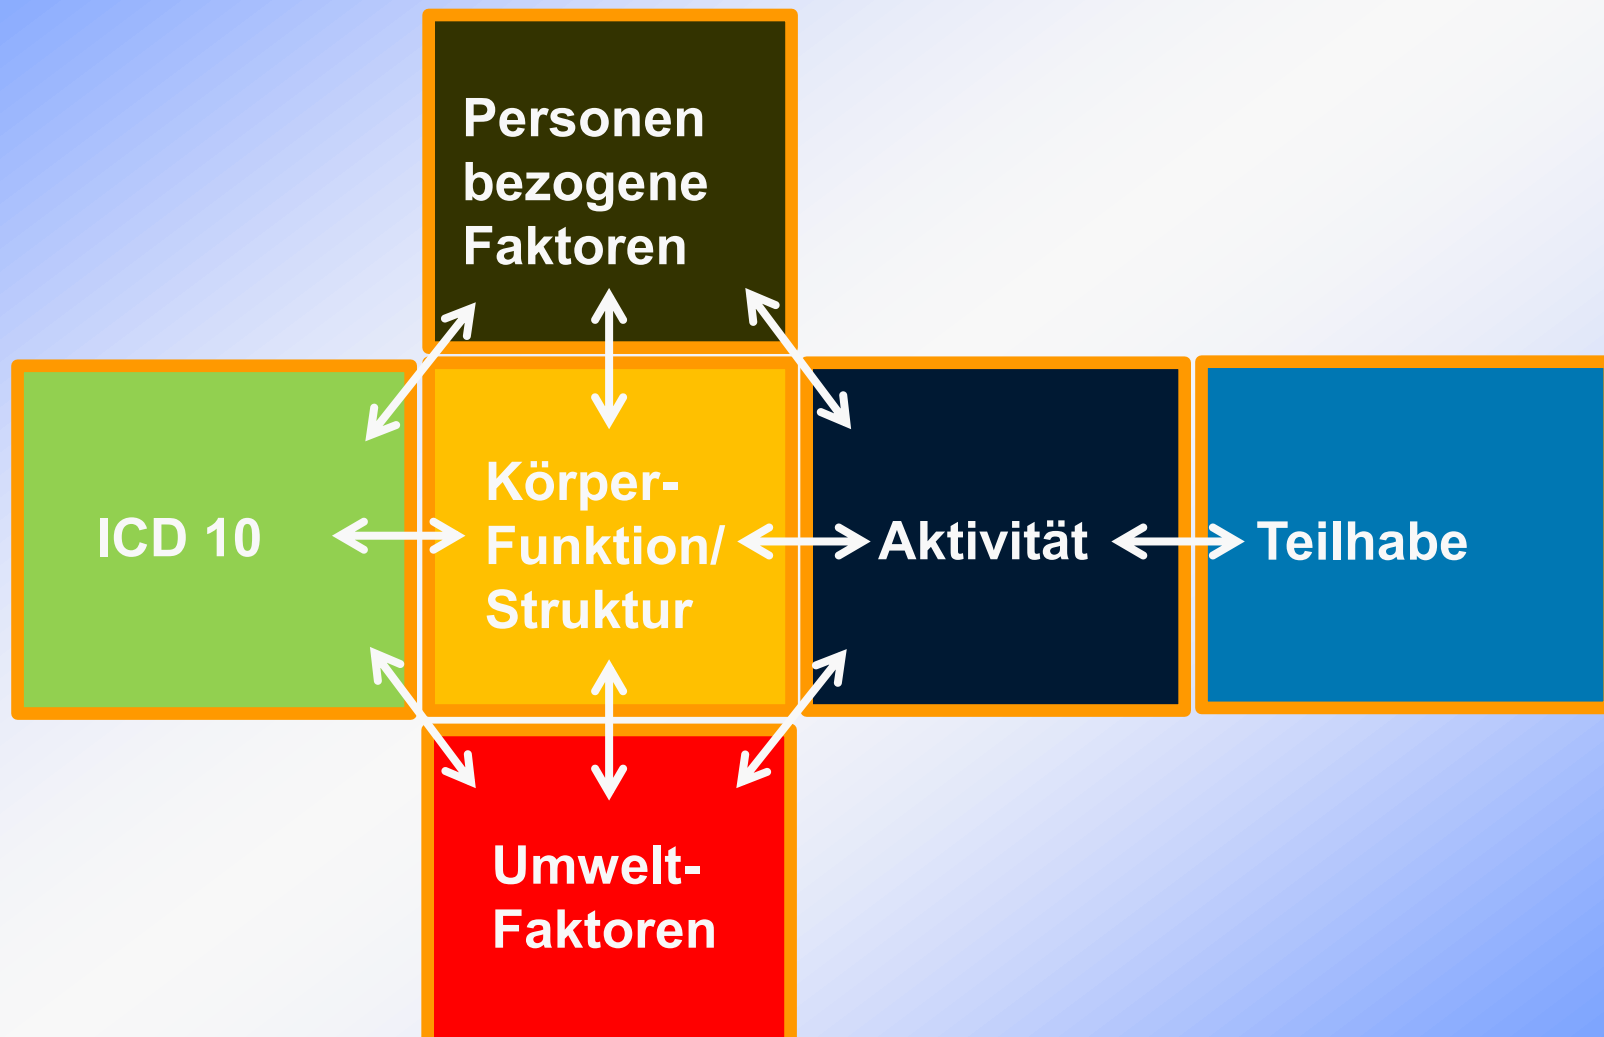 Personen
bezogene
Faktoren
ICD 10
Körper-
Funktion/
Struktur
Aktivität
Teilhabe
Umwelt-
Faktoren